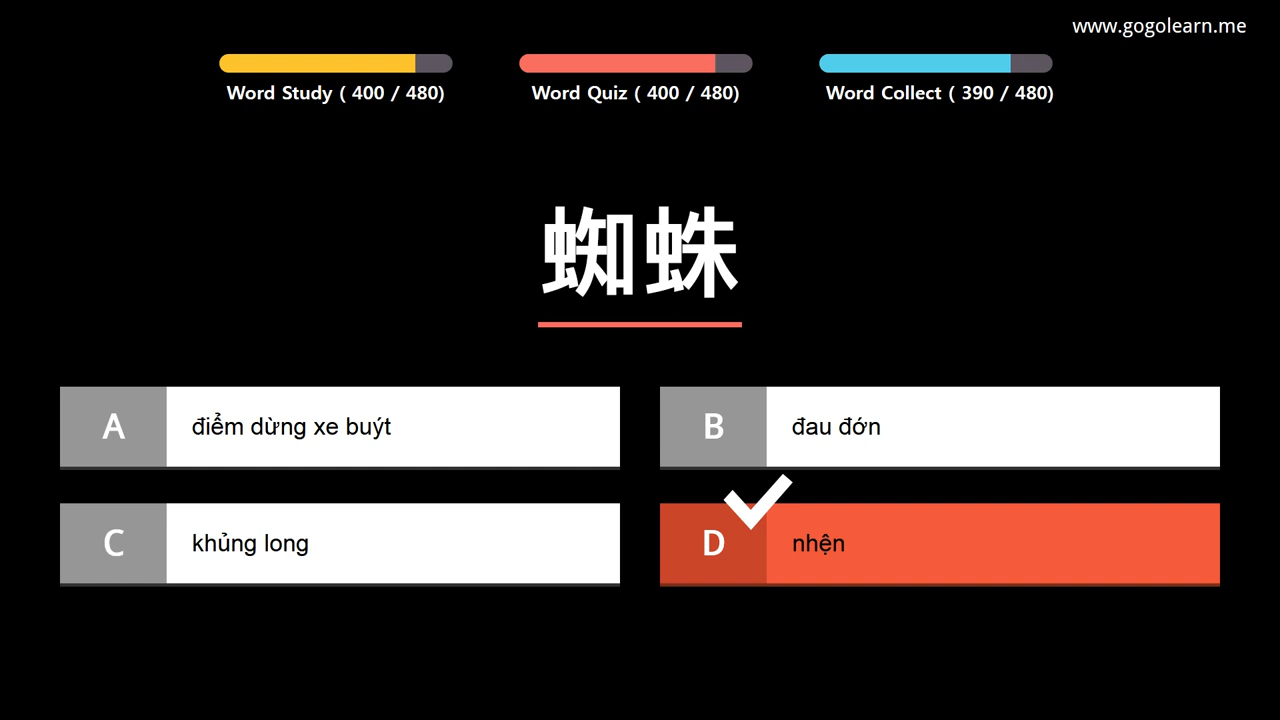 www.gogolearn.me
Word Study ( 400 / 480)
Word Quiz ( 400 / 480)
Word Collect ( 390 / 480)
蜘蛛
A
điểm dừng xe buýt
B
đau đớn
C
khủng long
D
nhện